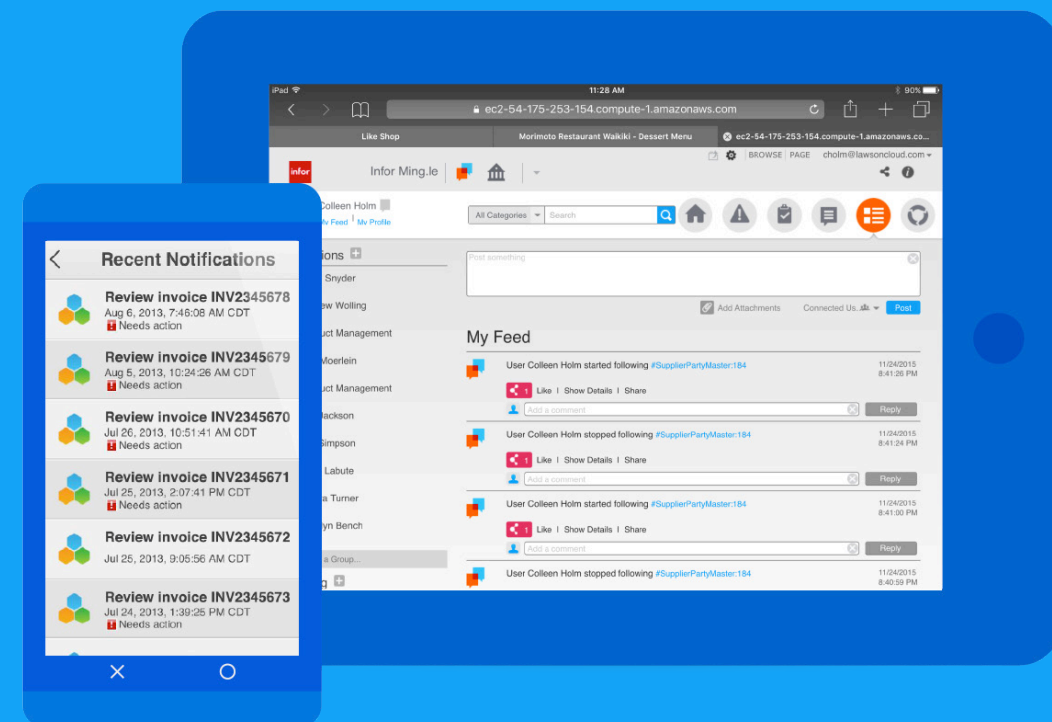 iPad
11:28 AM
90%
ec2-54-175-253-154.compute-1.amazonaws.com
Like Shop
Morimoto Restaurant Waikiki - Dessert Menu
ec2-54-175-253-154.compute-1.amazonaws.co...
BROWSE PAGE cholm@lawsoncloud.com
infor
Infor Ming.le
Colleen Holm
My Feed | My Profile
All Categories
Search
Post something
Add Attachments
Connected Us..
Post
Snyder
Wolling
Management
Moerlein
Management
Jackson
Simpson
Labute
Turner
Bench
a Group...
My Feed
User Colleen Holm started following #SupplierPartyMaster:184
11/24/2015
8:41:26 PM
1 Like | Show Details | Share
Add a comment
Reply
User Colleen Holm stopped following #SupplierPartyMaster:184
11/24/2015
8:41:24 PM
1 Like | Show Details | Share
Add a comment
Reply
User Colleen Holm started following #SupplierPartyMaster:184
11/24/2015
8:41:00 PM
1 Like | Show Details | Share
Add a comment
Reply
User Colleen Holm stopped following #SupplierPartyMaster:184
11/24/2015
8:40:59 PM
Recent Notifications
Review invoice INV2345678
Aug 6, 2013, 7:46:08 AM CDT
Needs action
Review invoice INV2345679
Aug 5, 2013, 10:24:26 AM CDT
Needs action
Review invoice INV2345670
Jul 26, 2013, 10:51:41 AM CDT
Needs action
Review invoice INV2345671
Jul 25, 2013, 2:07:41 PM CDT
Needs action
Review invoice INV2345672
Jul 25, 2013, 9:05:56 AM CDT
Review invoice INV2345673
Jul 24, 2013, 1:39:25 PM CDT
Needs action